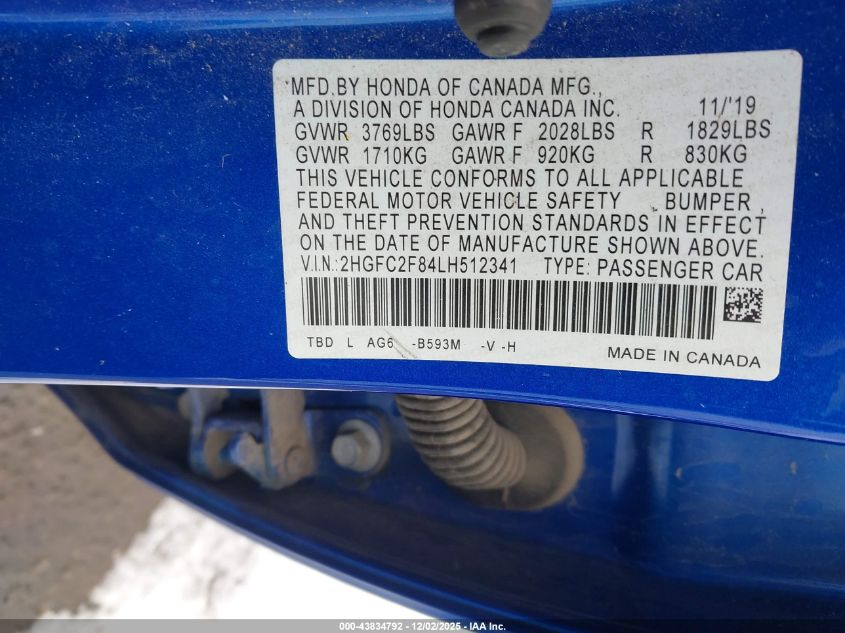 MFD.BY HONDA OF CANADA MFG.,
A DIVISION OF HONDA CANADA INC. 11/'19
GVWR 3769LBS GAWR F 2028LBS R 1829LBS
GVWR 1710KG GAWR F 920KG R 830KG
THIS VEHICLE CONFORMS TO ALL APPLICABLE
FEDERAL MOTOR VEHICLE SAFETY , BUMPER ,
AND THEFT PREVENTION STANDARDS IN EFFECT
ON THE DATE OF MANUFACTURE SHOWN ABOVE.
V.I.N.:2HGFC2F84LH512341 TYPE: PASSENGER CAR
TBD L AG6 -B593M -V -H
MADE IN CANADA
000-43834792 - 12/02/2025 - IAA Inc.